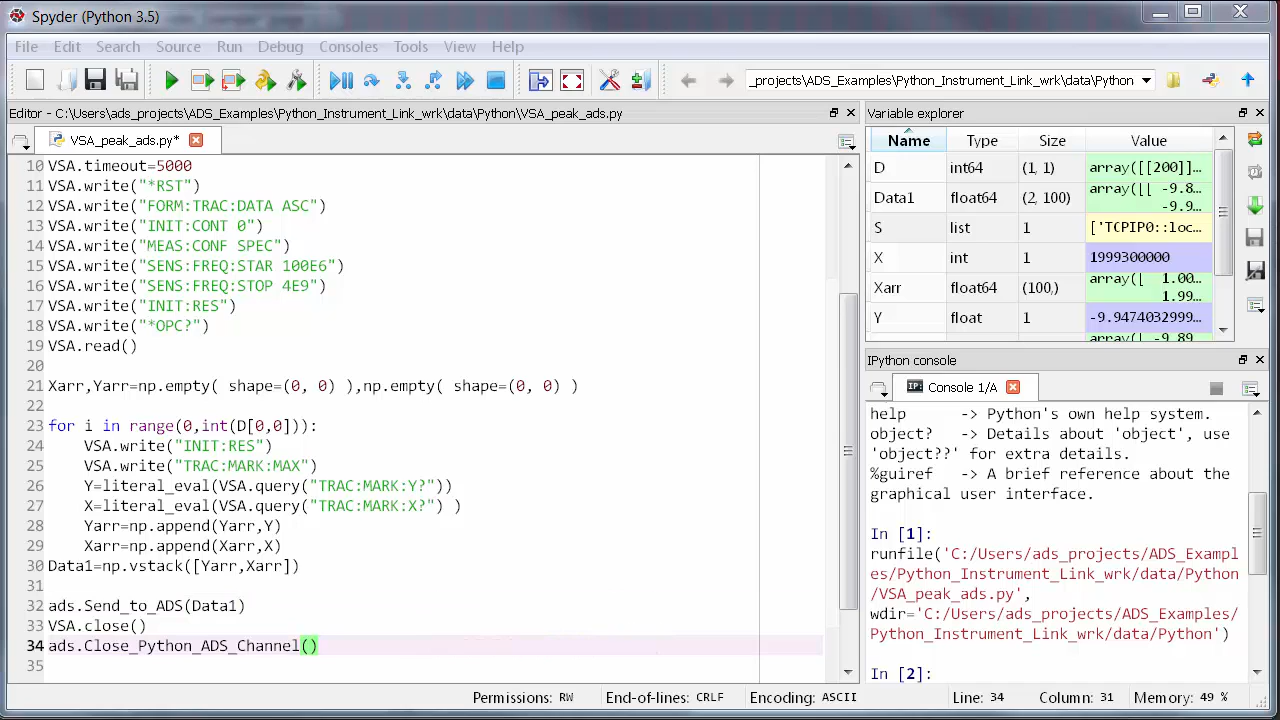 Spyder (Python 3.5)
File Edit Search Source Run Debug Consoles Tools View Help
_projects\ADS_Examples\Python_Instrument_Link_wrk\data\Python
Editor - C:\Users\ads_projects\ADS_Examples\Python_Instrument_Link_wrk\data\Python\VSA_peak_ads.py
VSA_peak_ads.py*
10 VSA.timeout=5000
11 VSA.write("*RST")
12 VSA.write("FORM:TRAC:DATA ASC")
13 VSA.write("INIT:CONT 0")
14 VSA.write("MEAS:CONF SPEC")
15 VSA.write("SENS:FREQ:STAR 100E6")
16 VSA.write("SENS:FREQ:STOP 4E9")
17 VSA.write("INIT:RES")
18 VSA.write("*OPC?")
19 VSA.read()
20
21 Xarr,Yarr=np.empty( shape=(0, 0) ),np.empty( shape=(0, 0) )
22
23 for i in range(0,int(D[0,0])):
24 VSA.write("INIT:RES")
25 VSA.write("TRAC:MARK:MAX")
26 Y=literal_eval(VSA.query("TRAC:MARK:Y?"))
27 X=literal_eval(VSA.query("TRAC:MARK:X?") )
28 Yarr=np.append(Yarr,Y)
29 Xarr=np.append(Xarr,X)
30 Data1=np.vstack([Yarr,Xarr])
31
32 ads.Send_to_ADS(Data1)
33 VSA.close()
34 ads.Close_Python_ADS_Channel()
35
Variable explorer
Name Type Size Value
D int64 (1, 1) array([[200]]...
Data1 float64 (2, 100) array([[ -9.8...
-9.9...
S list 1 ['TCPIP0::loc...
X int 1 1999300000
Xarr float64 (100,) array([ 1.00...
1.99...
Y float 1 -9.9474032999...
array([ -9.89
IPython console
IP: Console 1/A
help -> Python's own help system.
object? -> Details about 'object', use
'object??' for extra details.
%guiref -> A brief reference about the
graphical user interface.
In [1]:
runfile('C:/Users/ads_projects/ADS_Exampl
es/Python_Instrument_Link_wrk/data/Python
/VSA_peak_ads.py',
wdir='C:/Users/ads_projects/ADS_Examples/
Python_Instrument_Link_wrk/data/Python')
In [2]:
Permissions: RW End-of-lines: CRLF Encoding: ASCII Line: 34 Column: 31 Memory: 49 %